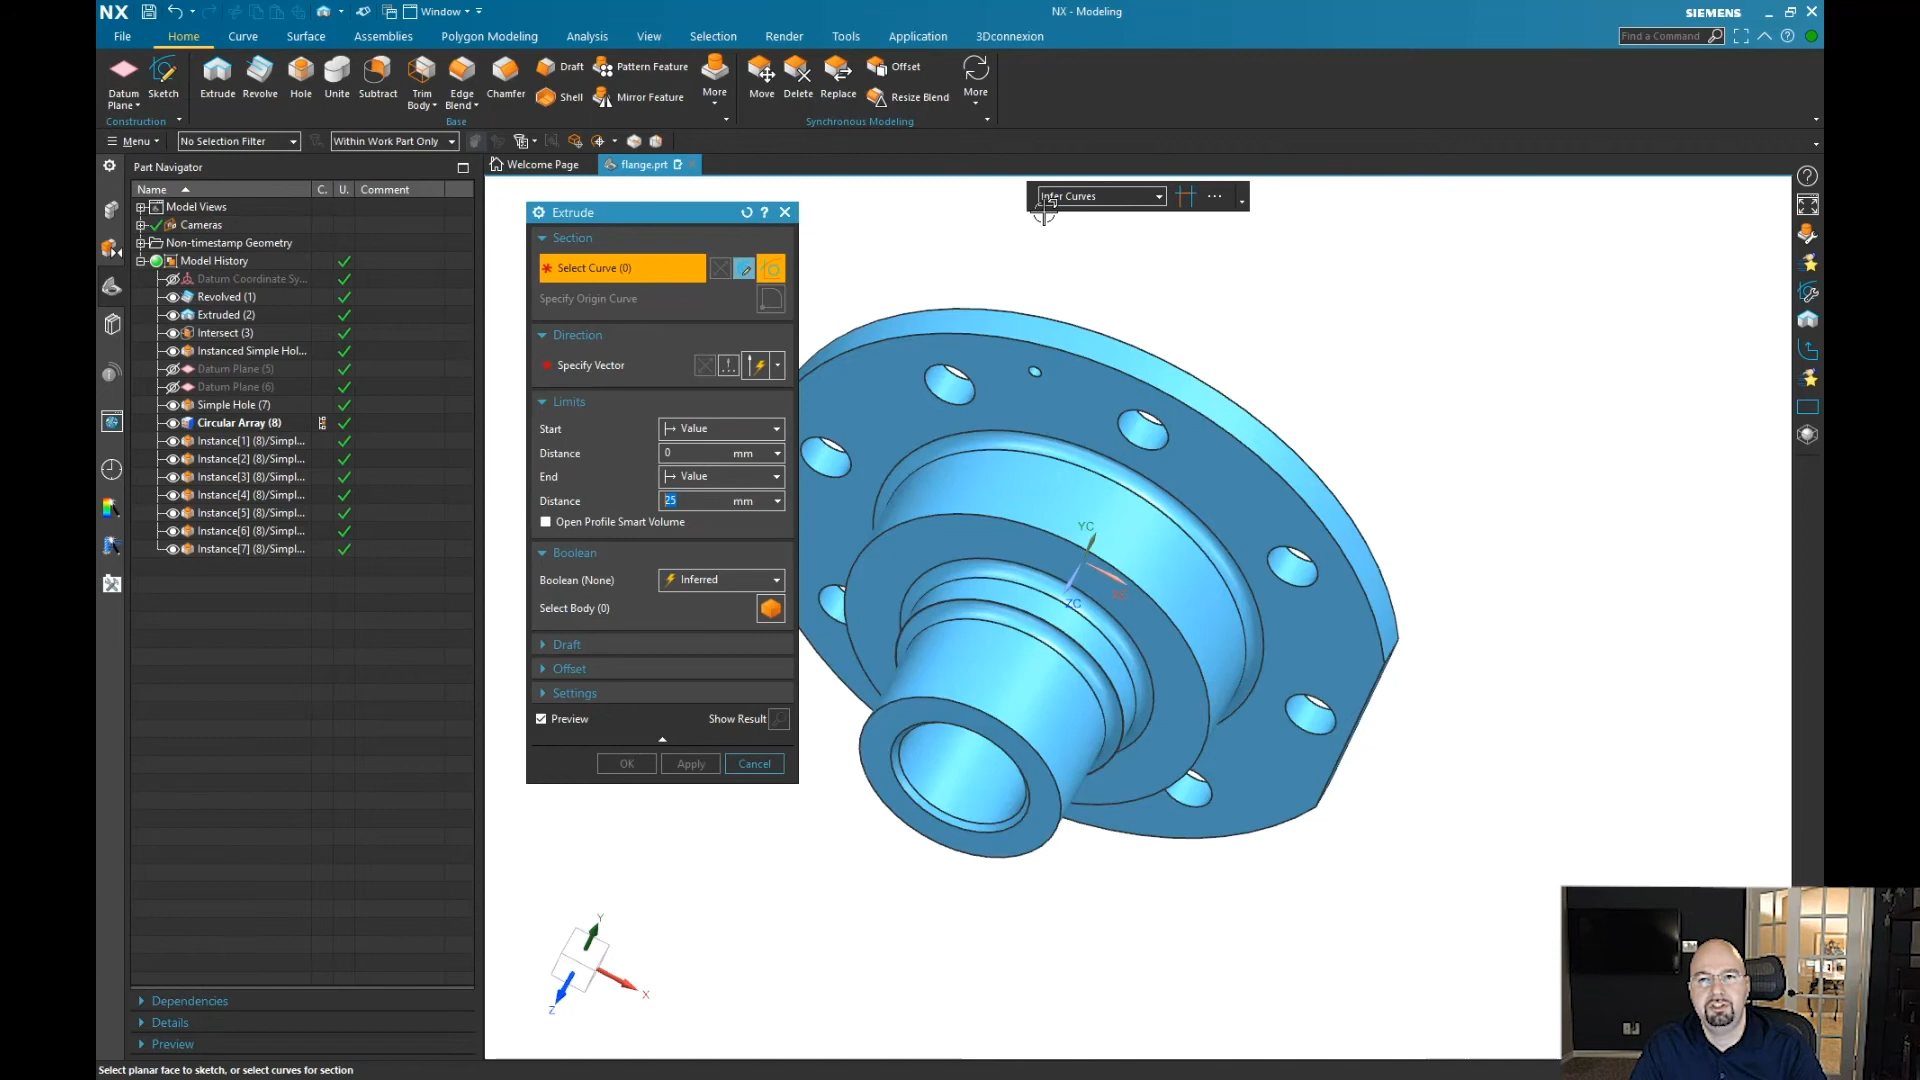 NX
Window
NX - Modeling
SIEMENS
File Home Curve Surface Assemblies Polygon Modeling Analysis View Selection Render Tools Application 3Dconnexion
Find a Command
Datum Plane
Sketch
Extrude
Revolve
Hole
Unite
Subtract
Trim Body
Edge Blend
Chamfer
Draft
Shell
Pattern Feature
Mirror Feature
More
Move
Delete
Replace
Offset
Resize Blend
More
Construction
Base
Synchronous Modeling
Menu
No Selection Filter
Within Work Part Only
Part Navigator
Welcome Page
flange.prt
Name C. U. Comment
Model Views
Cameras
Non-timestamp Geometry
Model History
Datum Coordinate Sy...
Revolved (1)
Extruded (2)
Intersect (3)
Instanced Simple Hol...
Datum Plane (5)
Datum Plane (6)
Simple Hole (7)
Circular Array (8)
Instance[1] (8)/Simpl...
Instance[2] (8)/Simpl...
Instance[3] (8)/Simpl...
Instance[4] (8)/Simpl...
Instance[5] (8)/Simpl...
Instance[6] (8)/Simpl...
Instance[7] (8)/Simpl...
Dependencies
Details
Preview
Extrude
Section
* Select Curve (0)
Specify Origin Curve
Direction
Specify Vector
Limits
Start Value
Distance 0 mm
End Value
Distance 25 mm
Open Profile Smart Volume
Boolean
Boolean (None) Inferred
Select Body (0)
Draft
Offset
Settings
Preview Show Result
OK Apply Cancel
Infer Curves
YC
XC
ZC
Y
X
Z
Select planar face to sketch, or select curves for section